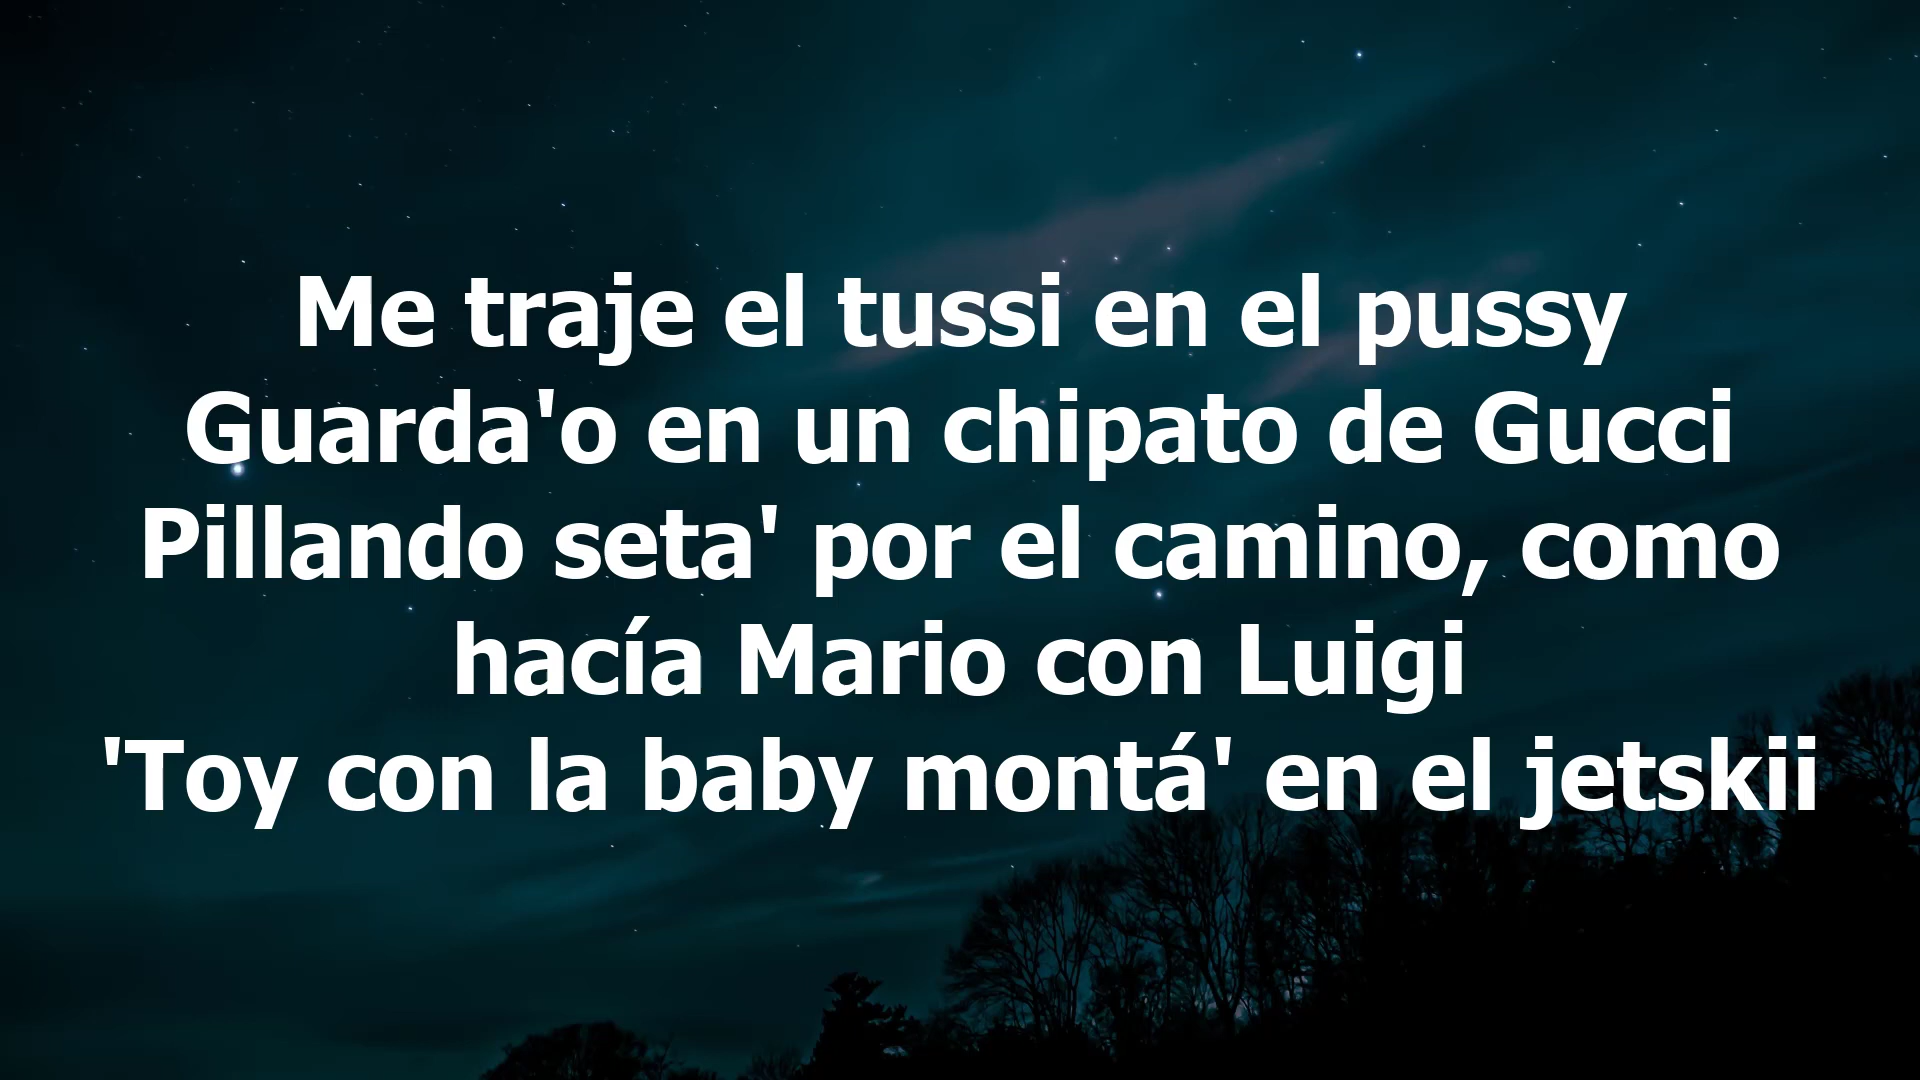 Me traje el tussi en el pussy
Guarda'o en un chipato de Gucci
Pillando seta' por el camino, como
hacía Mario con Luigi
'Toy con la baby montá' en el jetskii